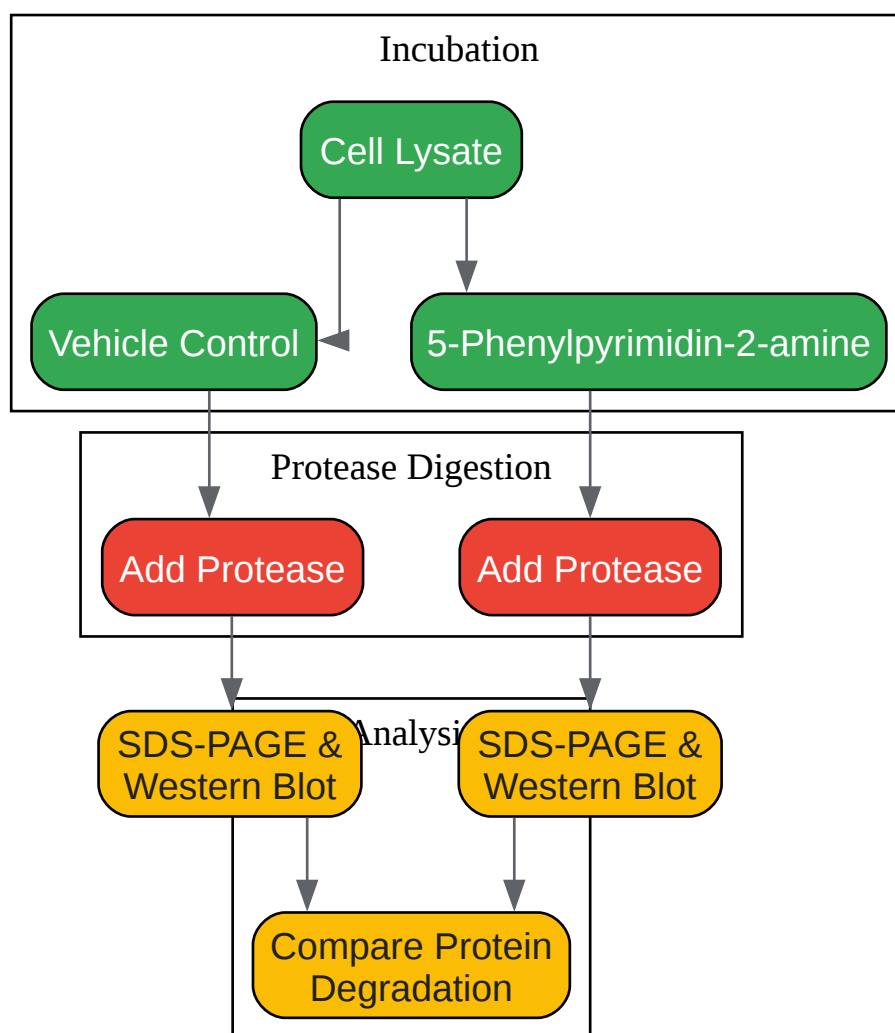 Incubation
Cell Lysate
Vehicle Control
5-Phenylpyrimidin-2-amine
Protease Digestion
Add Protease
Add Protease
SDS-PAGE &
Western Blot
Analysi
SDS-PAGE &
Western Blot
Compare Protein
Degradation